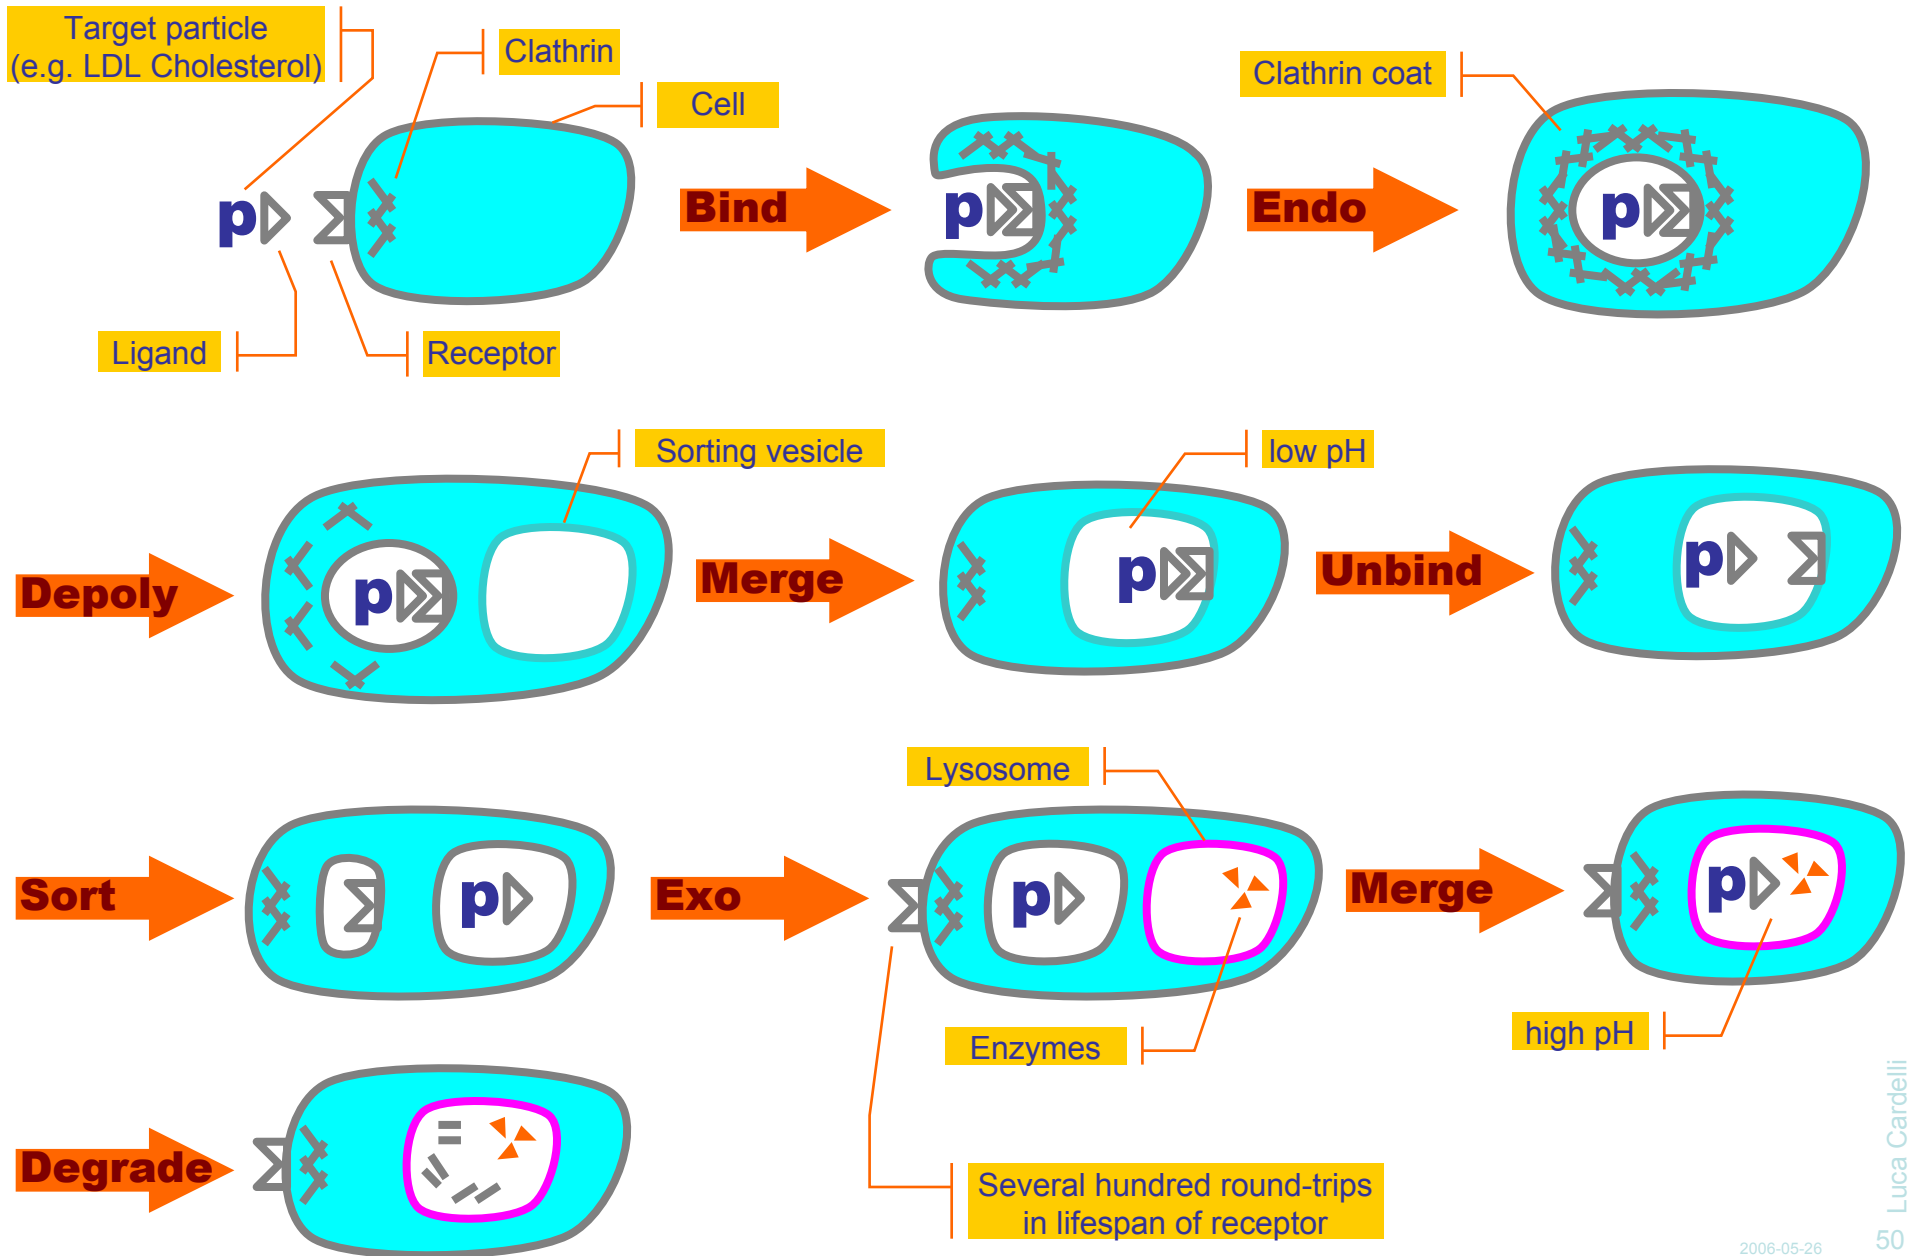 Target particle
(e.g. LDL Cholesterol)
Clathrin
Cell
Clathrin coat
p
Bind
p
Endo
p
Ligand
Receptor
Sorting vesicle
low pH
Depoly
p
Merge
p
Unbind
p
Lysosome
Sort
p
Exo
p
Merge
p
Enzymes
high pH
Degrade
Several hundred round-trips
in lifespan of receptor
Luca Cardelli
2006-05-26
50